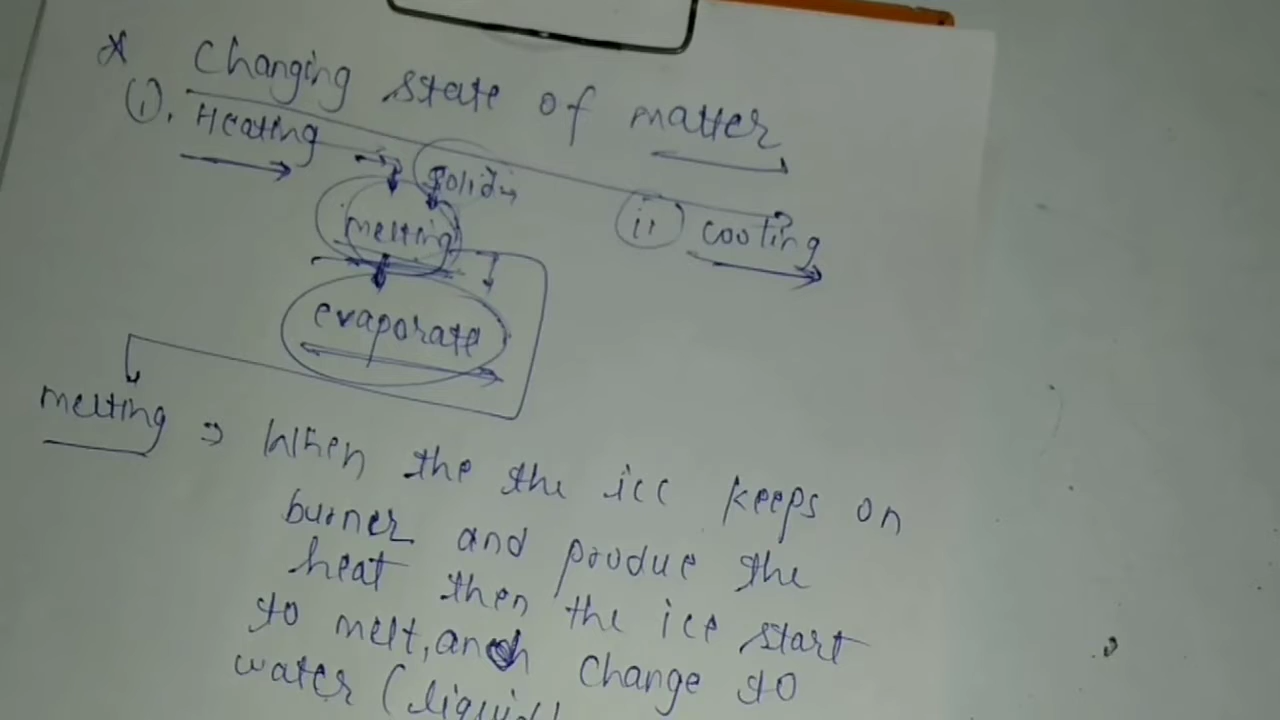 * Changing state of matter
(i). Heating
solid
(ii) cooling
melting
evaporate
melting ⇒ When the the ice keeps on
burner and produe the
heat then the ice start
to melt, and change to
water (liquid)